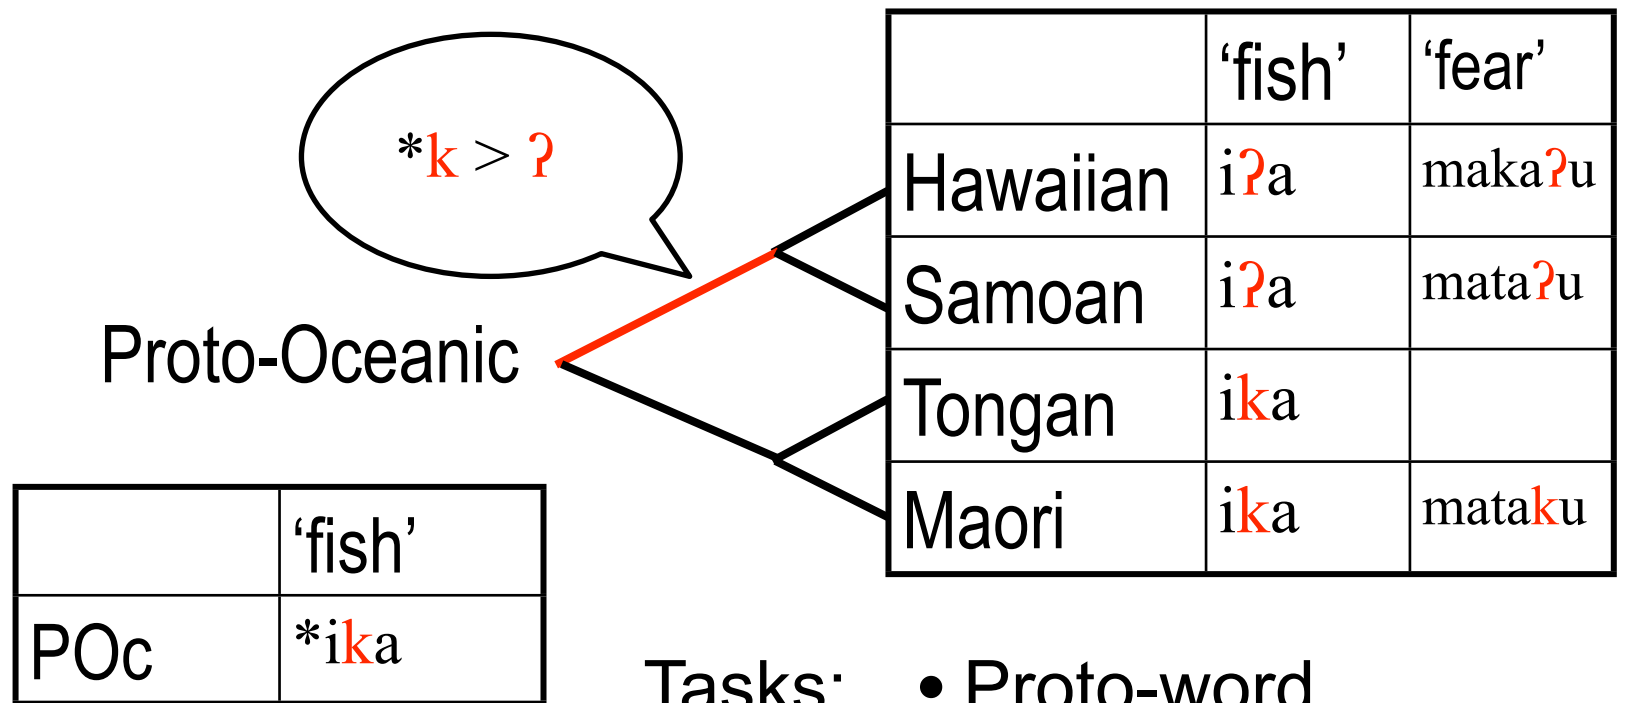 *k > ʔ
‘fish’ ‘fear’
Hawaiian iʔa makaʔu
Samoan iʔa mataʔu
Tongan ika
Maori ika mataku
Proto-Oceanic
‘fish’
POc *ika
Tasks: • Proto-word